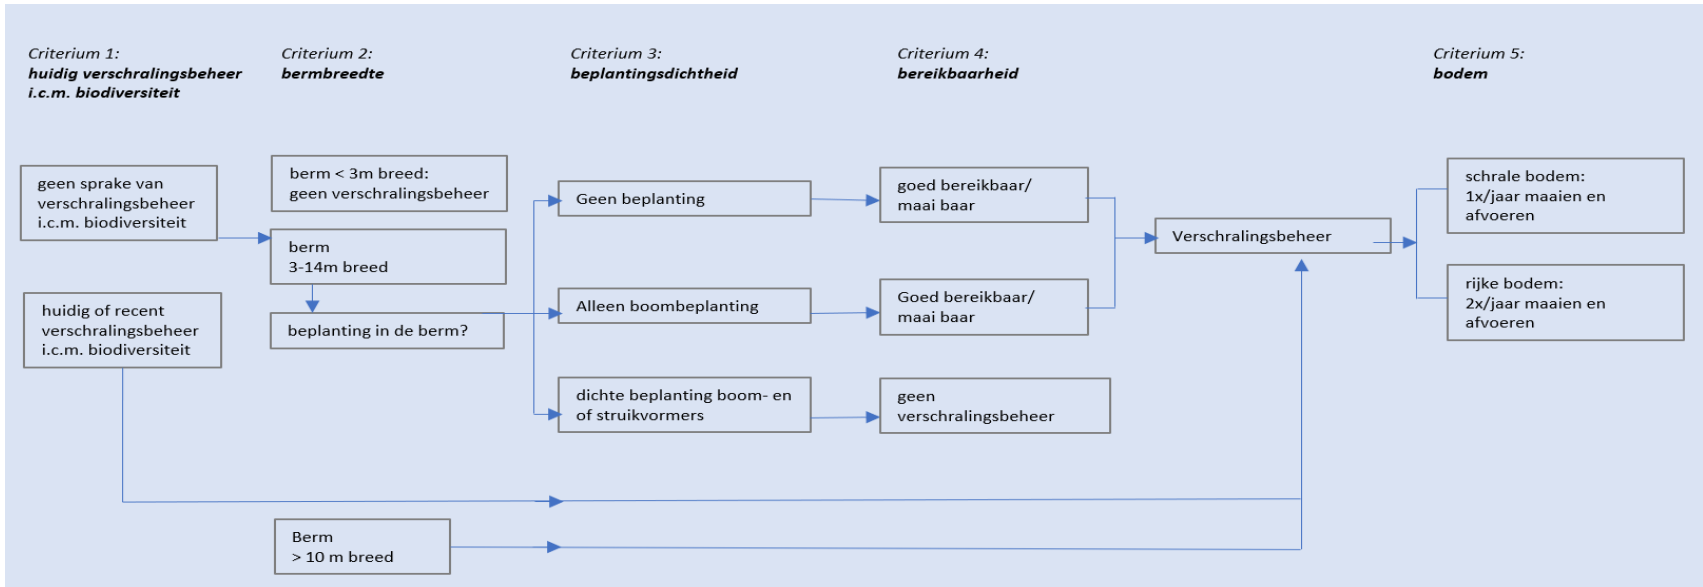 Criterium 1:
huidig verschralingsbeheer
i.c.m. biodiversiteit
Criterium 2:
bermbreedte
Criterium 3:
beplantingsdichtheid
Criterium 4:
bereikbaarheid
Criterium 5:
bodem
geen sprake van
verschralingsbeheer
i.c.m. biodiversiteit
huidig of recent
verschralingsbeheer
i.c.m. biodiversiteit
berm < 3m breed:
geen verschralingsbeheer
berm
3-14m breed
beplanting in de berm?
Berm
> 10 m breed
Geen beplanting
Alleen boombeplanting
dichte beplanting boom- en
of struikvormers
goed bereikbaar/
maai baar
Goed bereikbaar/
maai baar
geen
verschralingsbeheer
Verschralingsbeheer
schrale bodem:
1x/jaar maaien en
afvoeren
rijke bodem:
2x/jaar maaien en
afvoeren